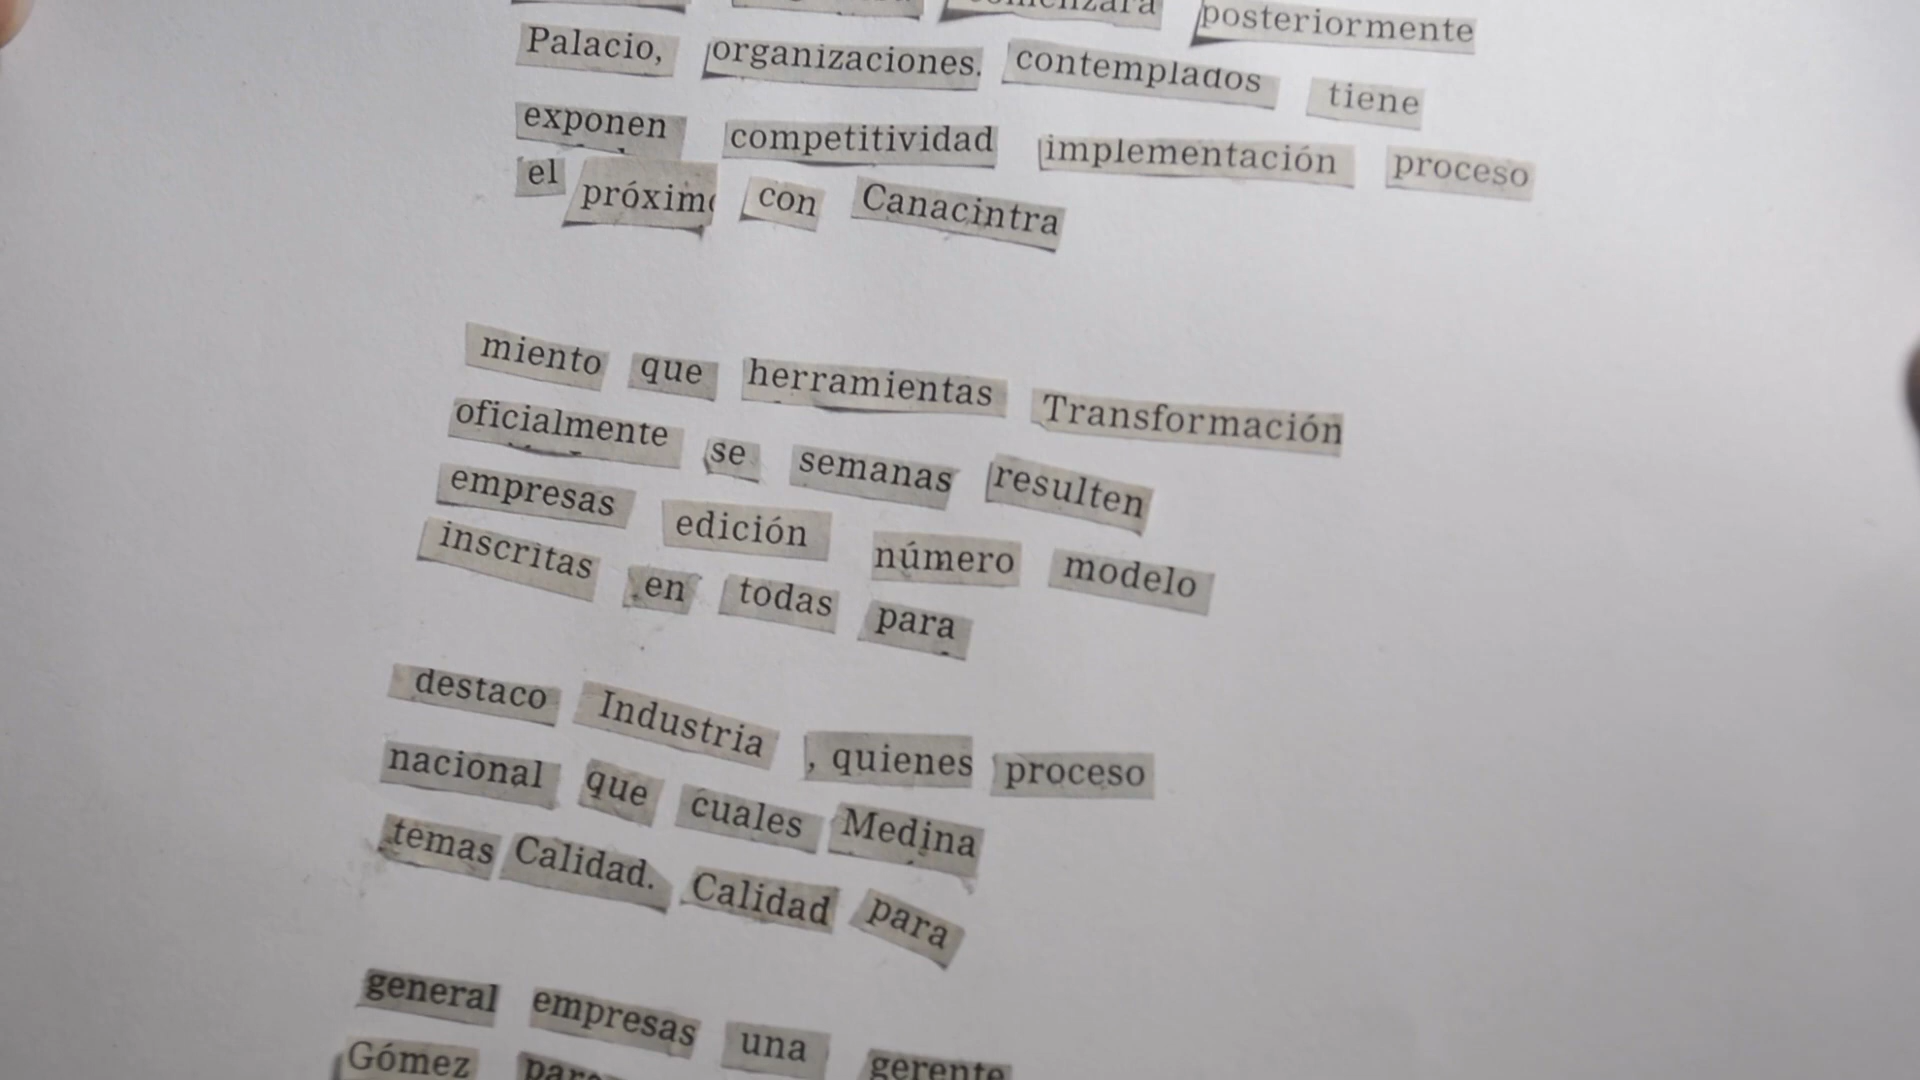 posteriormente
Palacio, organizaciones. contemplados tiene
exponen competitividad implementación proceso
el próximo con Canacintra
miento que herramientas Transformación
oficialmente se semanas resulten
empresas edición número modelo
inscritas en todas para
destaco Industria , quienes proceso
nacional que cuales Medina
temas Calidad. Calidad para
general empresas una gerente
Gómez